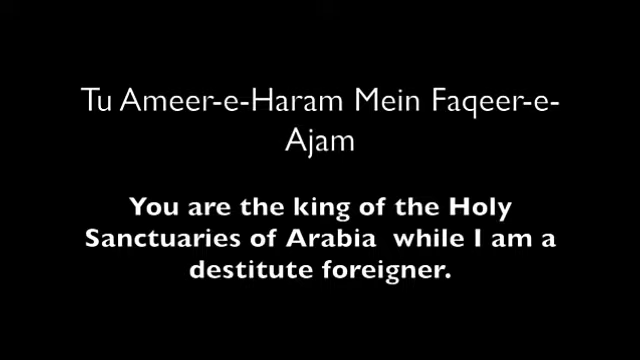 Tu Ameer-e-Haram Mein Faqeer-e-
Ajam
You are the king of the Holy
Sanctuaries of Arabia while I am a
destitute foreigner.